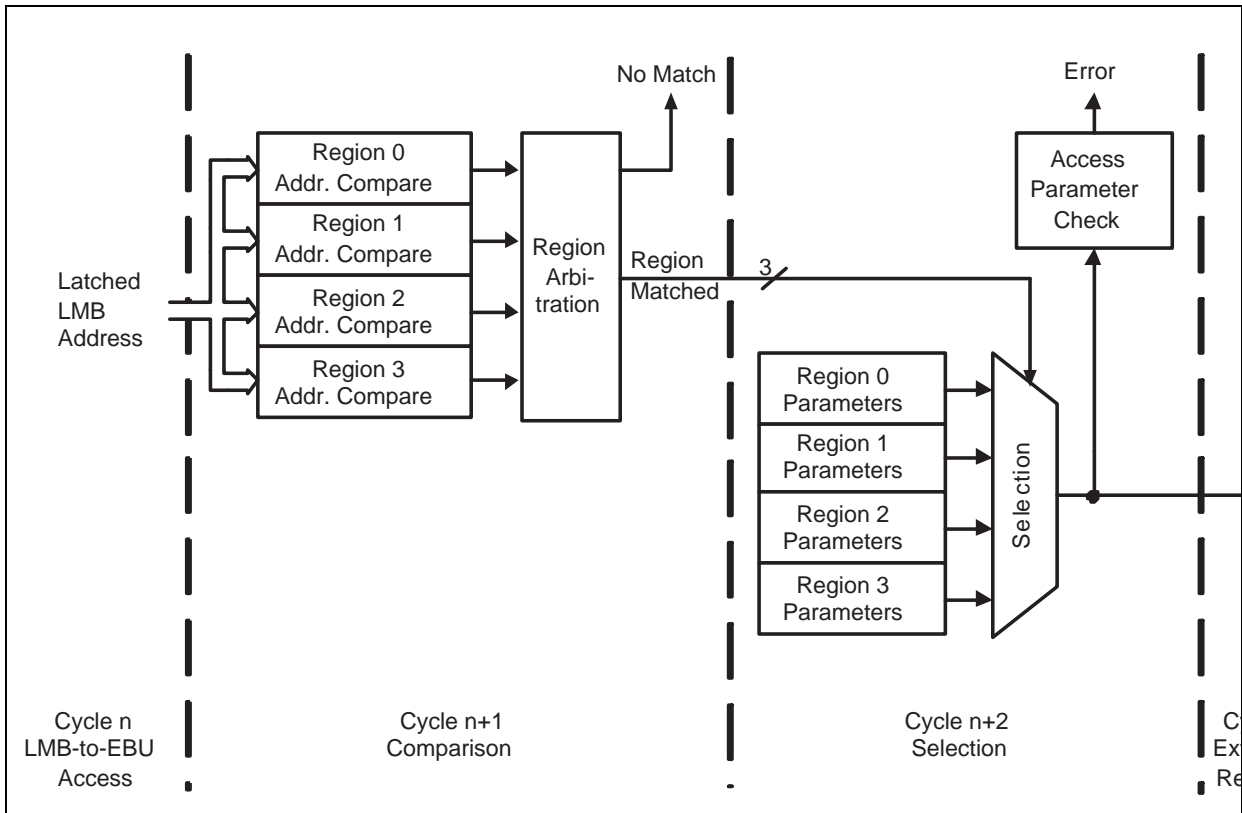 No Match
Error
Region 0
Addr. Compare
Region 1
Addr. Compare
Region 2
Addr. Compare
Region 3
Addr. Compare
Latched
LMB
Address
Region
Arbi-
tration
Region
Matched
3
Access
Parameter
Check
Region 0
Parameters
Region 1
Parameters
Region 2
Parameters
Region 3
Parameters
Selection
Cycle n
LMB-to-EBU
Access
Cycle n+1
Comparison
Cycle n+2
Selection